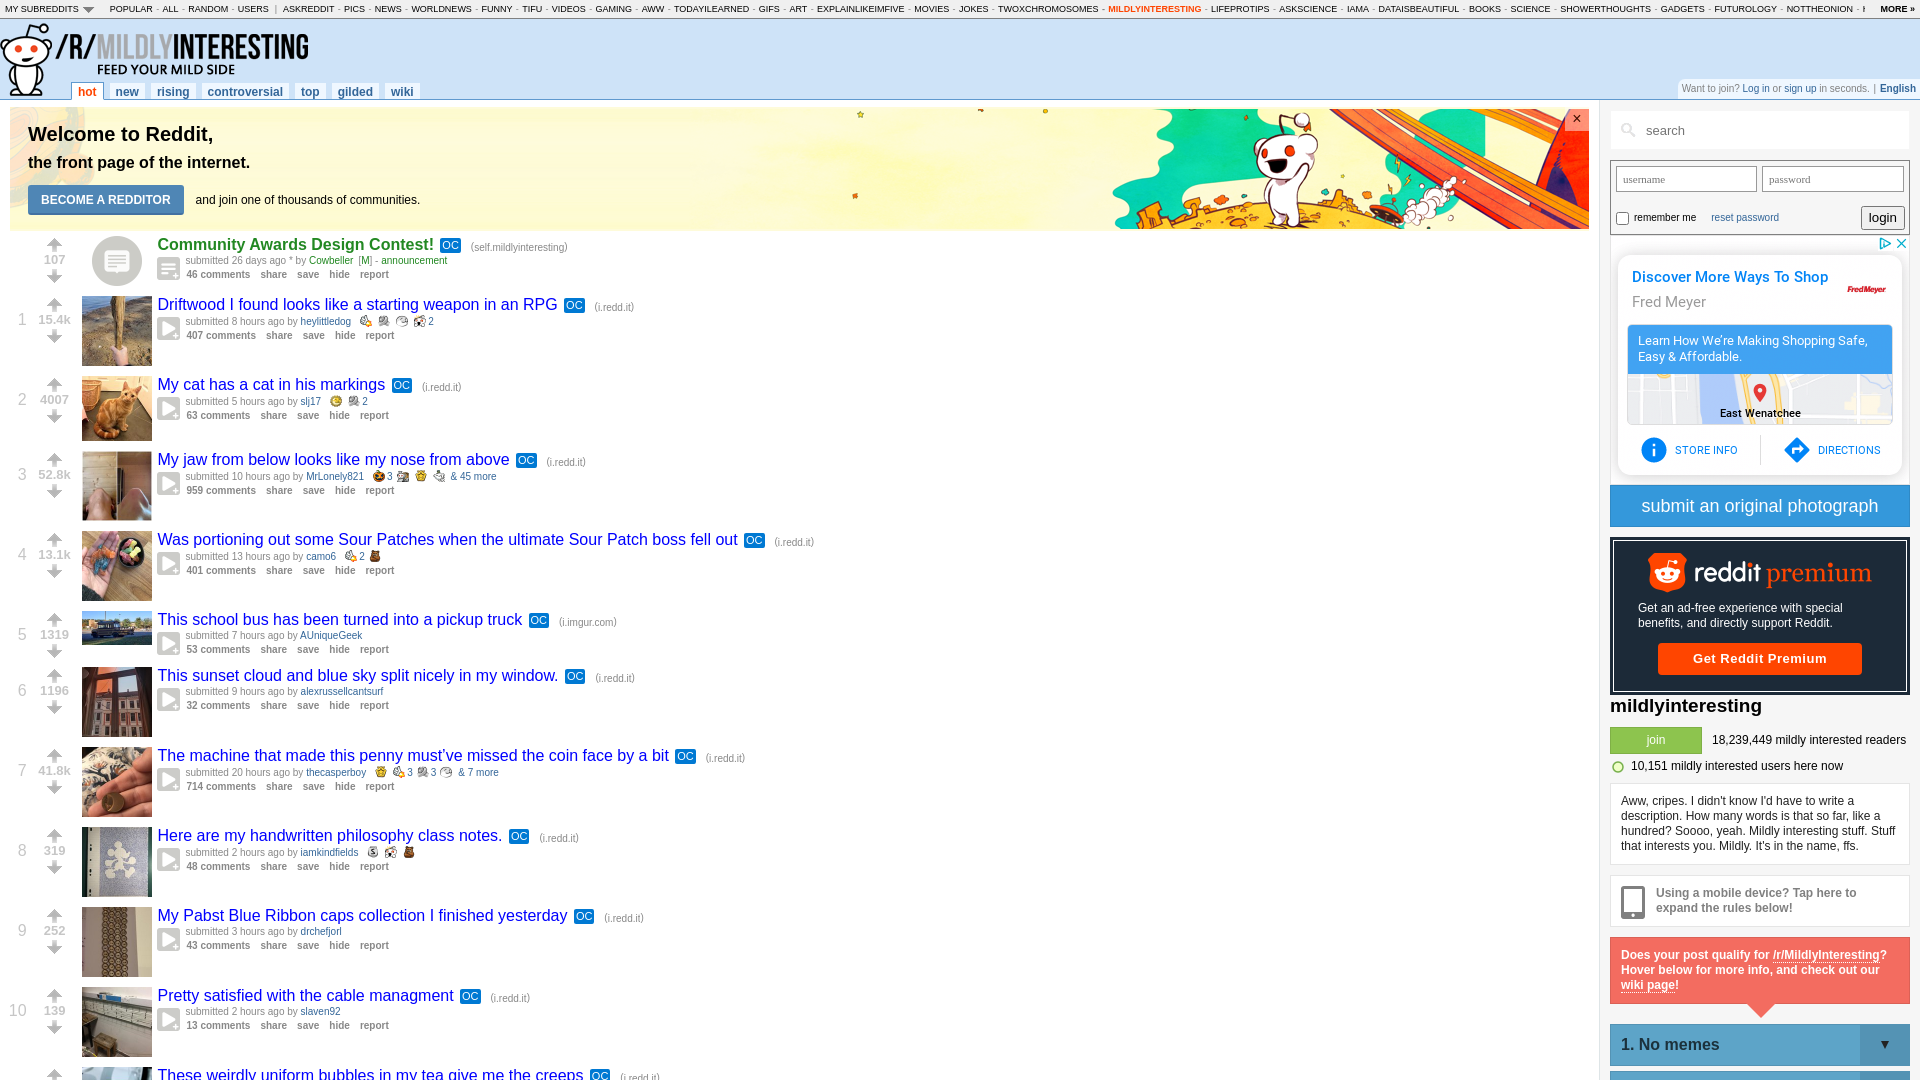 MY SUBREDDITS POPULAR - ALL - RANDOM - USERS | ASKREDDIT - PICS - NEWS - WORLDNEWS - FUNNY - TIFU - VIDEOS - GAMING - AWW - TODAYILEARNED - GIFS - ART - EXPLAINLIKEIMFIVE - MOVIES - JOKES - TWOXCHROMOSOMES - MILDLYINTERESTING - LIFEPROTIPS - ASKSCIENCE - IAMA - DATAISBEAUTIFUL - BOOKS - SCIENCE - SHOWERTHOUGHTS - GADGETS - FUTUROLOGY - NOTTHEONION - MORE »
/R/MILDLYINTERESTING
FEED YOUR MILD SIDE
hot new rising controversial top gilded wiki
Want to join? Log in or sign up in seconds. | English
Welcome to Reddit,
the front page of the internet.
BECOME A REDDITOR and join one of thousands of communities.
×
107
Community Awards Design Contest! OC (self.mildlyinteresting)
submitted 26 days ago * by Cowbeller [M] - announcement
46 comments share save hide report
1 15.4k
Driftwood I found looks like a starting weapon in an RPG OC (i.redd.it)
submitted 8 hours ago by heylittledog 2
407 comments share save hide report
2 4007
My cat has a cat in his markings OC (i.redd.it)
submitted 5 hours ago by slj17 2
63 comments share save hide report
3 52.8k
My jaw from below looks like my nose from above OC (i.redd.it)
submitted 10 hours ago by MrLonely821 3 & 45 more
959 comments share save hide report
4 13.1k
Was portioning out some Sour Patches when the ultimate Sour Patch boss fell out OC (i.redd.it)
submitted 13 hours ago by camo6 2
401 comments share save hide report
5 1319
This school bus has been turned into a pickup truck OC (i.imgur.com)
submitted 7 hours ago by AUniqueGeek
53 comments share save hide report
6 1196
This sunset cloud and blue sky split nicely in my window. OC (i.redd.it)
submitted 9 hours ago by alexrussellcantsurf
32 comments share save hide report
7 41.8k
The machine that made this penny must’ve missed the coin face by a bit OC (i.redd.it)
submitted 20 hours ago by thecasperboy 3 3 & 7 more
714 comments share save hide report
8 319
Here are my handwritten philosophy class notes. OC (i.redd.it)
submitted 2 hours ago by iamkindfields
48 comments share save hide report
9 252
My Pabst Blue Ribbon caps collection I finished yesterday OC (i.redd.it)
submitted 3 hours ago by drchefjorl
43 comments share save hide report
10 139
Pretty satisfied with the cable managment OC (i.redd.it)
submitted 2 hours ago by slaven92
13 comments share save hide report
These weirdly uniform bubbles in my tea give me the creeps OC (i.redd.it)
search
username password
remember me reset password login
Discover More Ways To Shop
Fred Meyer
Fred Meyer
Learn How We’re Making Shopping Safe,
Easy & Affordable.
East Wenatchee
STORE INFO DIRECTIONS
submit an original photograph
reddit premium
Get an ad-free experience with special
benefits, and directly support Reddit.
Get Reddit Premium
mildlyinteresting
join 18,239,449 mildly interested readers
10,151 mildly interested users here now
Aww, cripes. I didn't know I'd have to write a
description. How many words is that so far, like a
hundred? Soooo, yeah. Mildly interesting stuff. Stuff
that interests you. Mildly. It's in the name, ffs.
Using a mobile device? Tap here to
expand the rules below!
Does your post qualify for /r/MildlyInteresting?
Hover below for more info, and check out our
wiki page!
1. No memes ▼